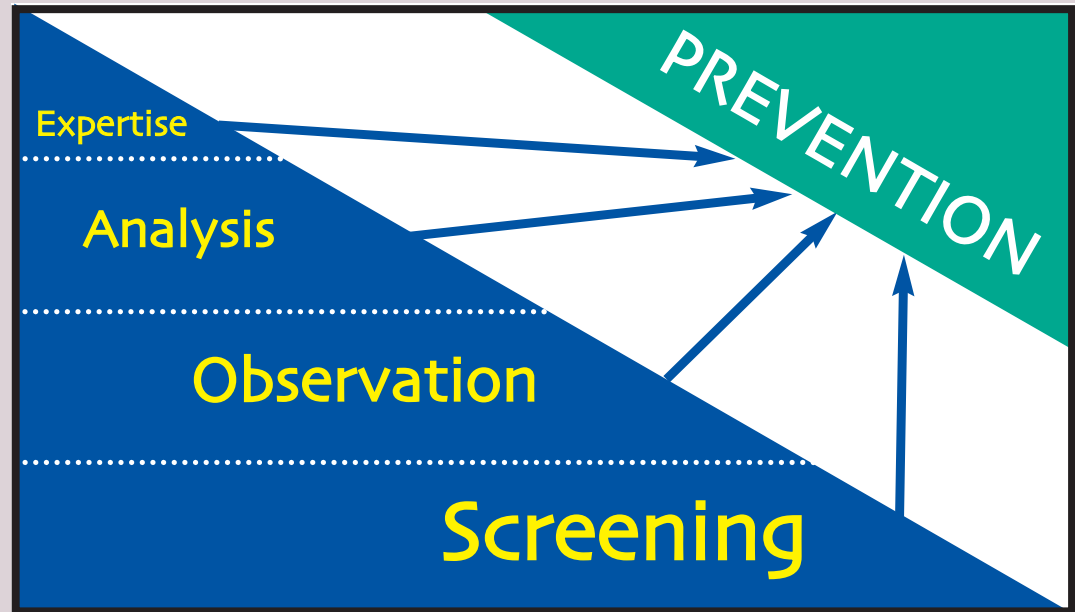 PREVENTION
Expertise
Analysis
Observation
Screening